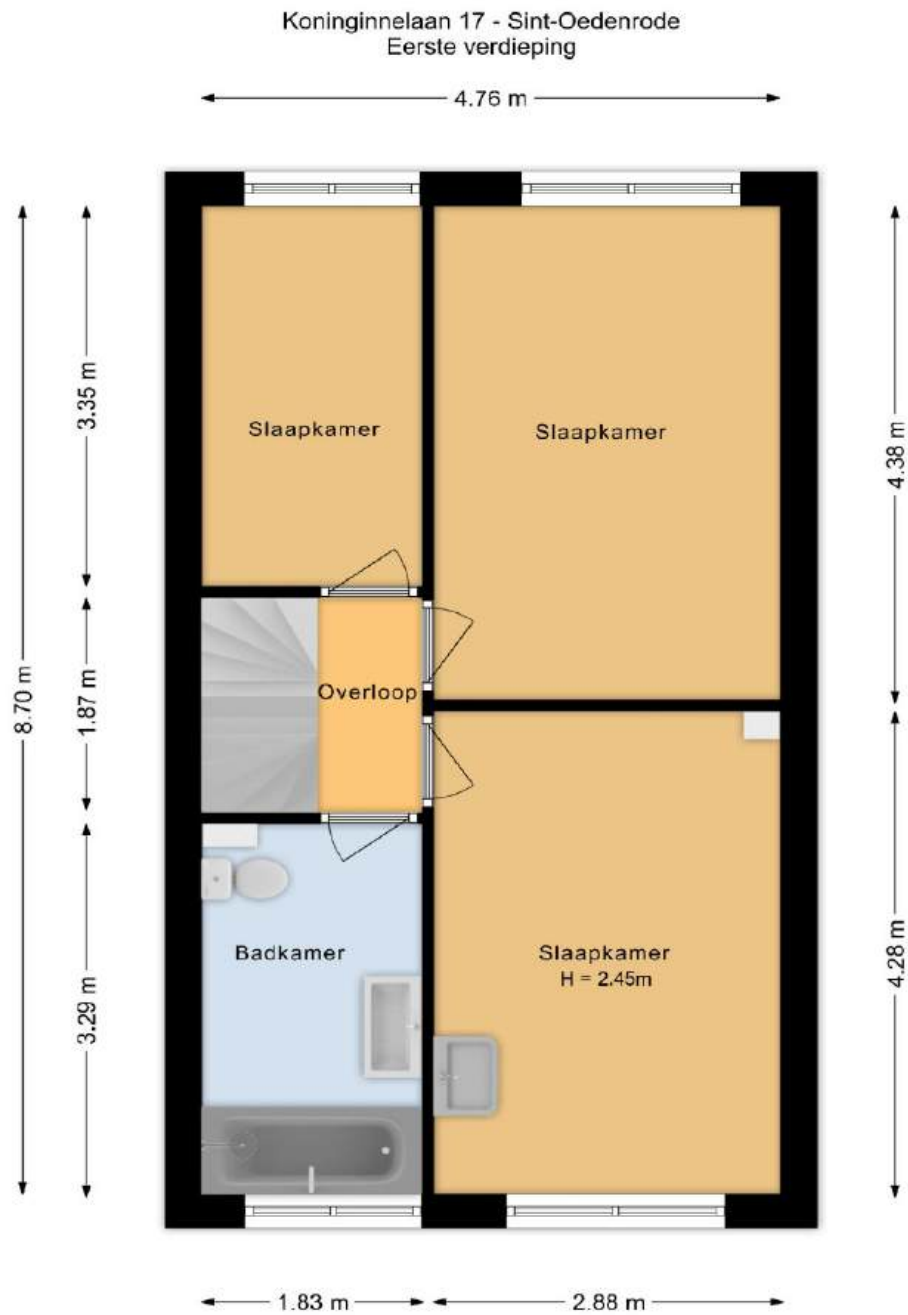 Koninginnelaan 17 - Sint-Oedenrode
Eerste verdieping
4.76 m
3.35 m
Slaapkamer
Slaapkamer
4.38 m
8.70 m
1.87 m
Overloop
3.29 m
Badkamer
Slaapkamer
H = 2.45m
4.28 m
1.83 m
2.88 m